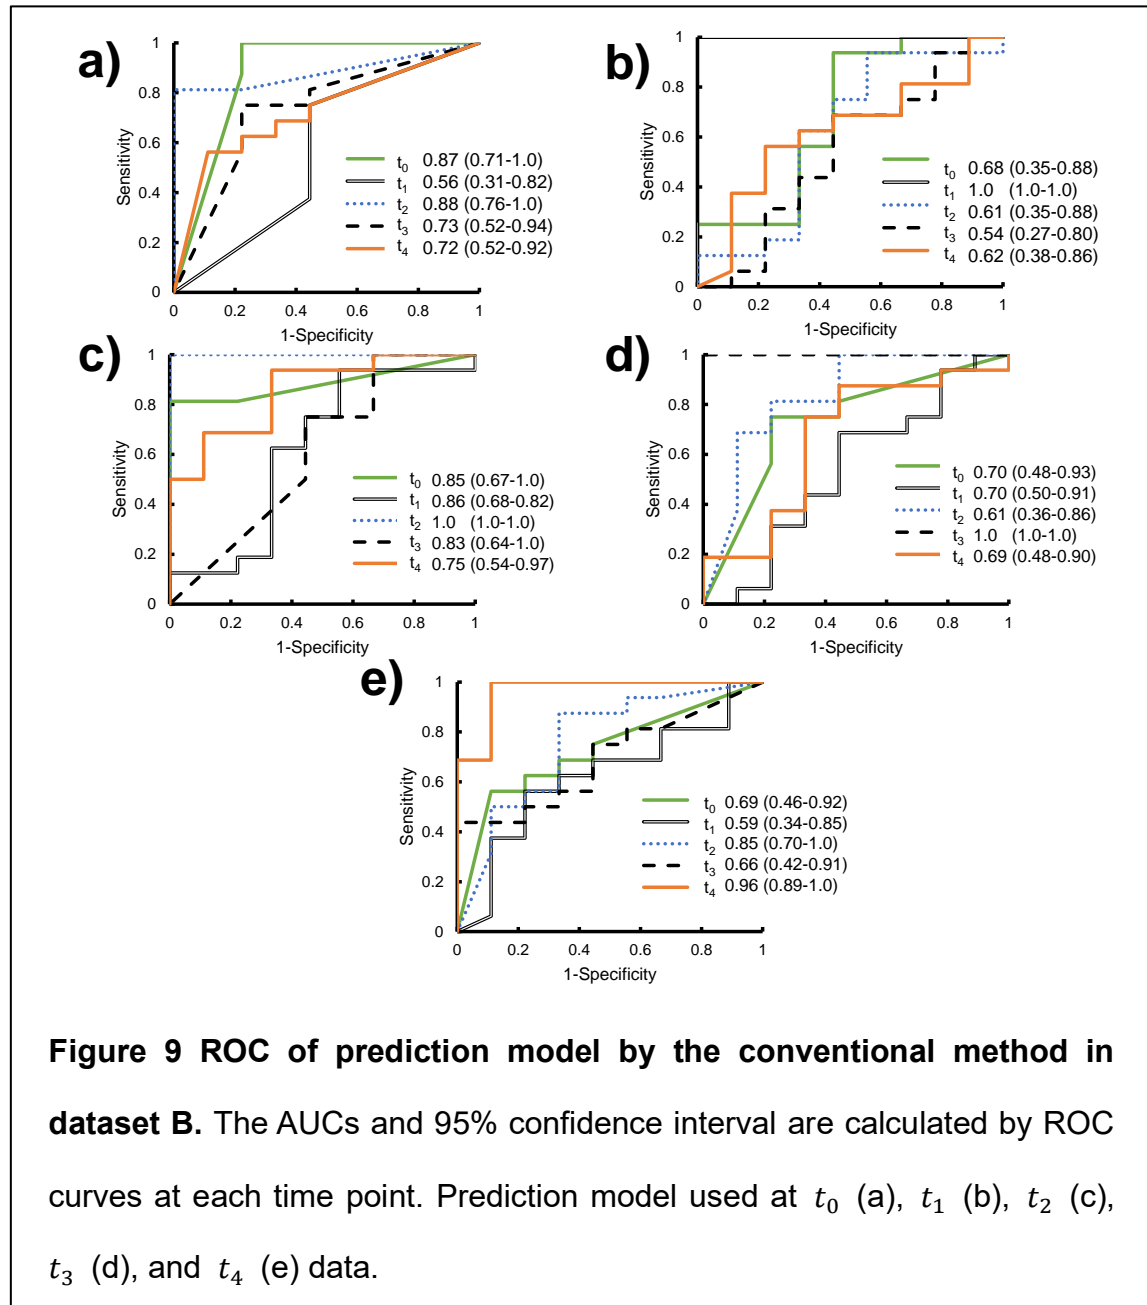 a)
1
0.8
0.6
0.4
0.2
0
Sensitivity
t0 0.87 (0.71-1.0)
t1 0.56 (0.31-0.82)
t2 0.88 (0.76-1.0)
t3 0.73 (0.52-0.94)
t4 0.72 (0.52-0.92)
0 0.2 0.4 0.6 0.8 1
1-Specificity
b)
1
0.8
0.6
0.4
0.2
0
Sensitivity
t0 0.68 (0.35-0.88)
t1 1.0 (1.0-1.0)
t2 0.61 (0.35-0.88)
t3 0.54 (0.27-0.80)
t4 0.62 (0.38-0.86)
0 0.2 0.4 0.6 0.8 1
1-Specificity
c)
1
0.8
0.6
0.4
0.2
0
Sensitivity
t0 0.85 (0.67-1.0)
t1 0.86 (0.68-0.82)
t2 1.0 (1.0-1.0)
t3 0.83 (0.64-1.0)
t4 0.75 (0.54-0.97)
0 0.2 0.4 0.6 0.8 1
1-Specificity
d)
1
0.8
0.6
0.4
0.2
0
Sensitivity
t0 0.70 (0.48-0.93)
t1 0.70 (0.50-0.91)
t2 0.61 (0.36-0.86)
t3 1.0 (1.0-1.0)
t4 0.69 (0.48-0.90)
0 0.2 0.4 0.6 0.8 1
1-Specificity
e)
1
0.8
0.6
0.4
0.2
0
Sensitivity
t0 0.69 (0.46-0.92)
t1 0.59 (0.34-0.85)
t2 0.85 (0.70-1.0)
t3 0.66 (0.42-0.91)
t4 0.96 (0.89-1.0)
0 0.2 0.4 0.6 0.8 1
1-Specificity
Figure 9 ROC of prediction model by the conventional method in
dataset B. The AUCs and 95% confidence interval are calculated by ROC
curves at each time point. Prediction model used at t0 (a), t1 (b), t2 (c),
t3 (d), and t4 (e) data.